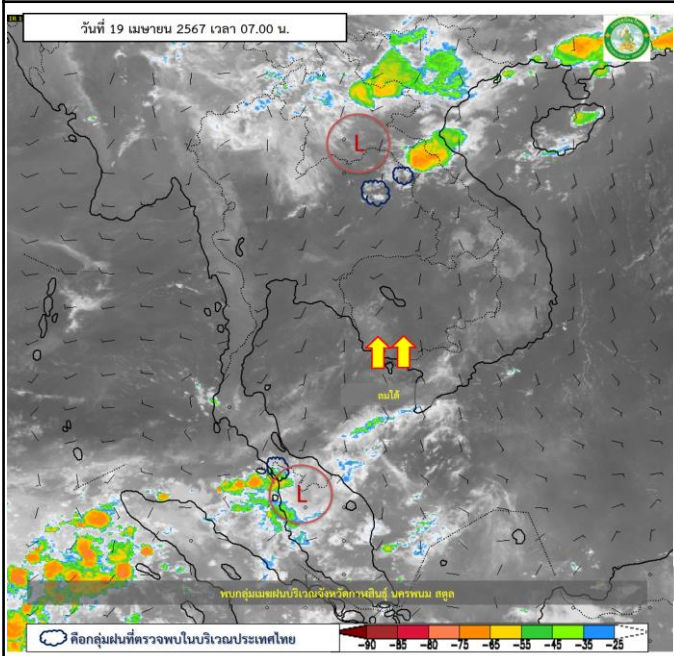 วันที่ 19 เมษายน 2567 เวลา 07.00 น.
L
ลมใต้
L
พบกลุ่มเมฆฝนบริเวณจังหวัดกาฬสินธุ์ นครพนม สตูล
คือกลุ่มฝนที่ตรวจพบในบริเวณประเทศไทย
-90 -85 -80 -75 -65 -55 -45 -35 -25